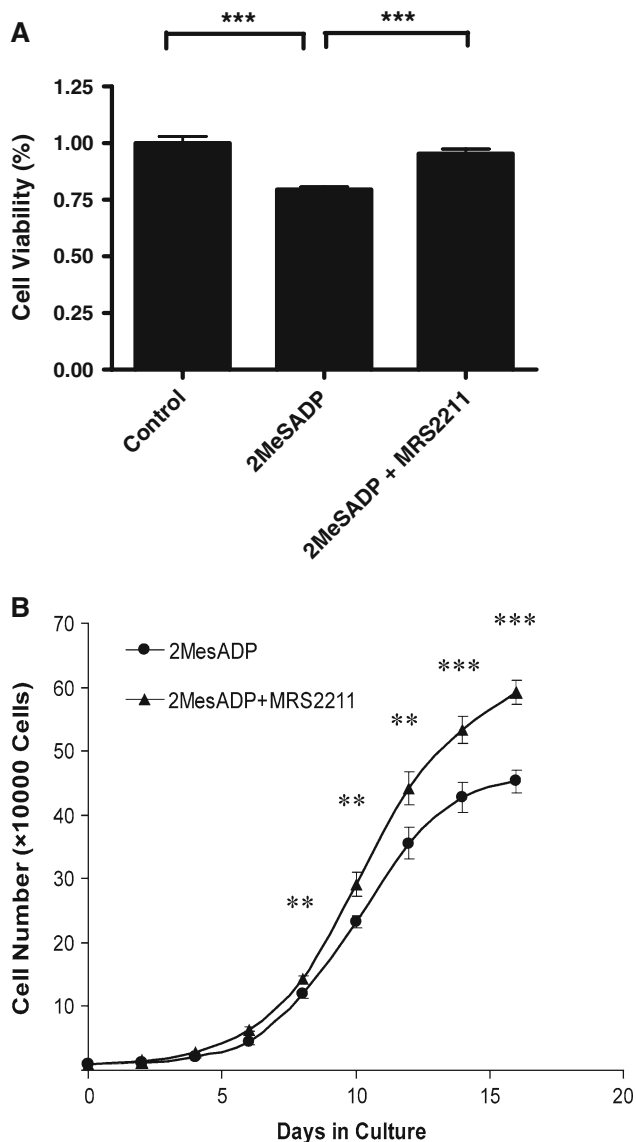 A
*** ***
1.25
1.00
0.75
0.50
0.25
0.00
Cell Viability (%)
Control
2MeSADP
2MeSADP + MRS2211
B
70
60
50
40
30
20
10
Cell Number (×10000 Cells)
2MesADP
2MesADP+MRS2211
**
**
**
***
***
0 5 10 15 20
Days in Culture